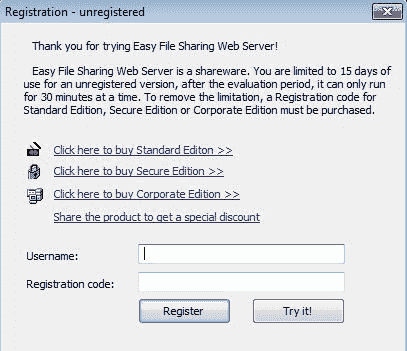 Registration - unregistered
Thank you for trying Easy File Sharing Web Server!
Easy File Sharing Web Server is a shareware. You are limited to 15 days of
use for an unregistered version, after the evaluation period, it can only run
for 30 minutes at a time. To remove the limitation, a Registration code for
Standard Edition, Secure Edition or Corporate Edition must be purchased.
Click here to buy Standard Editon >>
Click here to buy Secure Edition >>
Click here to buy Corporate Edition >>
Share the product to get a special discount
Username:
Registration code:
Register Try it!